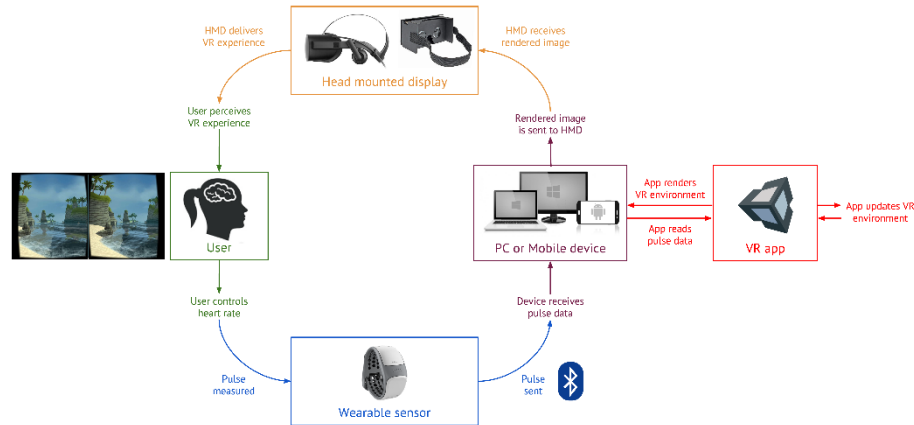 HMD delivers
VR experience
Head mounted display
HMD receives
rendered image
User perceives
VR experience
Rendered image
is sent to HMD
User
PC or Mobile device
App renders
VR environment
App reads
pulse data
VR app
App updates VR
environment
User controls
heart rate
Device receives
pulse data
Pulse
measured
Wearable sensor
Pulse
sent